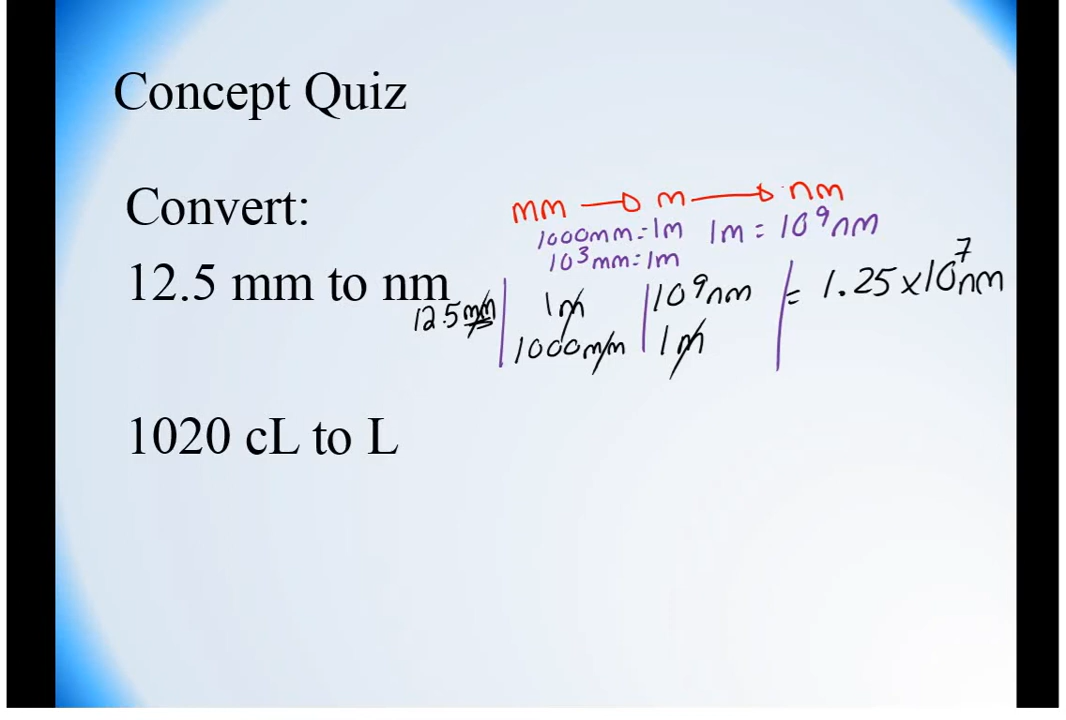 Concept Quiz
Convert:
mm → m → nm
1000mm=1m 1m = 10⁹nm
10³mm=1m
12.5 mm to nm
12.5mm | 1m | 10⁹nm | = 1.25x10⁷nm
1000mm | 1m
1020 cL to L